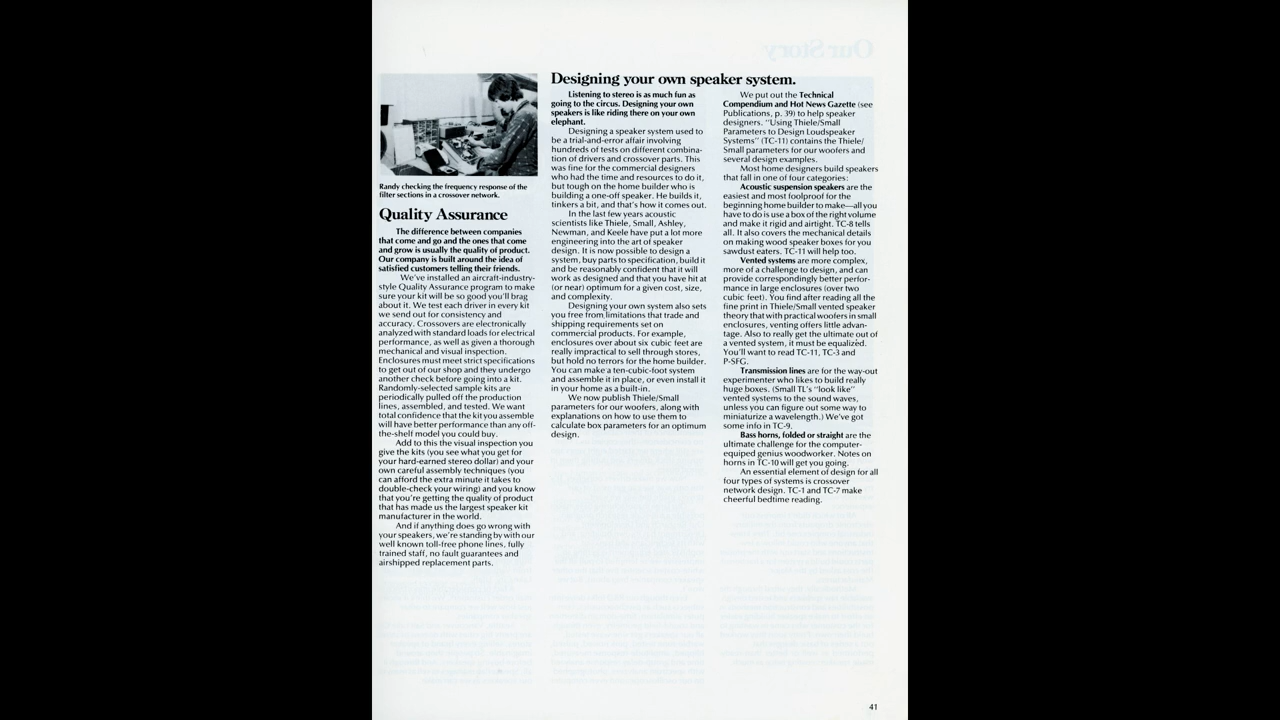 Randy checking the frequency response of the
filter sections in a crossover network.
Quality Assurance
The difference between companies
that come and go and the ones that come
and grow is usually the quality of product.
Our company is built around the idea of
satisfied customers telling their friends.
We've installed an aircraft-industry-
style Quality Assurance program to make
sure your kit will be so good you'll brag
about it. We test each driver in every kit
we send out for consistency and
accuracy. Crossovers are electronically
analyzed with standard loads for electrical
performance, as well as given a thorough
mechanical and visual inspection.
Enclosures must meet strict specifications
to get out of our shop and they undergo
another check before going into a kit.
Randomly-selected sample kits are
periodically pulled off the production
lines, assembled, and tested. We want
total confidence that the kit you assemble
will have better performance than any off-
the-shelf model you could buy.
Add to this the visual inspection you
give the kits (you see what you get for
your hard-earned stereo dollar) and your
own careful assembly techniques (you
can afford the extra minute it takes to
double-check your wiring) and you know
that you're getting the quality of product
that has made us the largest speaker kit
manufacturer in the world.
And if anything does go wrong with
your speakers, we're standing by with our
well known toll-free phone lines, fully
trained staff, no fault guarantees and
airshipped replacement parts.
Designing your own speaker system.
Listening to stereo is as much fun as
going to the circus. Designing your own
speakers is like riding there on your own
elephant.
Designing a speaker system used to
be a trial-and-error affair involving
hundreds of tests on different combina-
tion of drivers and crossover parts. This
was fine for the commercial designers
who had the time and resources to do it,
but tough on the home builder who is
building a one-off speaker. He builds it,
tinkers a bit, and that's how it comes out.
In the last few years acoustic
scientists like Thiele, Small, Ashley,
Newman, and Keele have put a lot more
engineering into the art of speaker
design. It is now possible to design a
system, buy parts to specification, build it
and be reasonably confident that it will
work as designed and that you have hit at
(or near) optimum for a given cost, size,
and complexity.
Designing your own system also sets
you free from limitations that trade and
shipping requirements set on
commercial products. For example,
enclosures over about six cubic feet are
really impractical to sell through stores,
but hold no terrors for the home builder.
You can make a ten-cubic-foot system
and assemble it in place, or even install it
in your home as a built-in.
We now publish Thiele/Small
parameters for our woofers, along with
explanations on how to use them to
calculate box parameters for an optimum
design.
We put out the Technical
Compendium and Hot News Gazette (see
Publications, p. 39) to help speaker
designers. "Using Thiele/Small
Parameters to Design Loudspeaker
Systems" (TC-11) contains the Thiele/
Small parameters for our woofers and
several design examples.
Most home designers build speakers
that fall in one of four categories:
Acoustic suspension speakers are the
easiest and most foolproof for the
beginning home builder to make—all you
have to do is use a box of the right volume
and make it rigid and airtight. TC-8 tells
all. It also covers the mechanical details
on making wood speaker boxes for you
sawdust eaters. TC-11 will help too.
Vented systems are more complex,
more of a challenge to design, and can
provide correspondingly better perfor-
mance in large enclosures (over two
cubic feet). You find after reading all the
fine print in Thiele/Small vented speaker
theory that with practical woofers in small
enclosures, venting offers little advan-
tage. Also to really get the ultimate out of
a vented system, it must be equalized.
You'll want to read TC-11, TC-3 and
P-SFG.
Transmission lines are for the way-out
experimenter who likes to build really
huge boxes. (Small TL's "look like"
vented systems to the sound waves,
unless you can figure out some way to
miniaturize a wavelength.) We've got
some info in TC-9.
Bass horns, folded or straight are the
ultimate challenge for the computer-
equiped genius woodworker. Notes on
horns in TC-10 will get you going.
An essential element of design for all
four types of systems is crossover
network design. TC-1 and TC-7 make
cheerful bedtime reading.
41